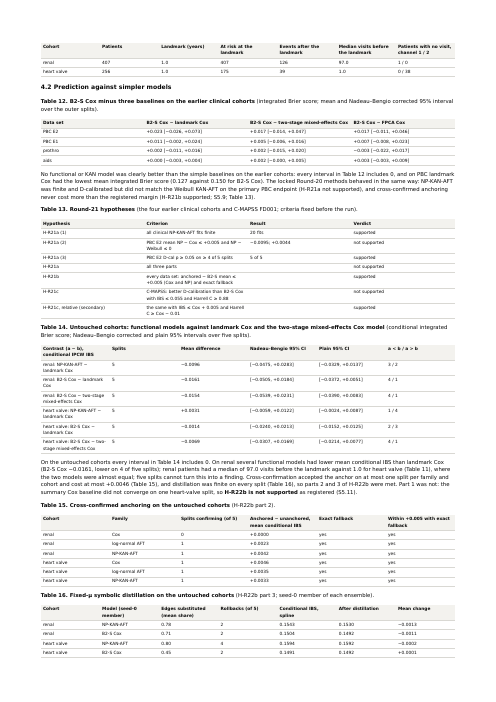 Cohort Patients Landmark (years) At risk at the landmark Events after the landmark Median visits before the landmark Patients with no visit, channel 1 / 2
renal 407 1.0 407 126 97.0 1 / 0
heart valve 256 1.0 175 39 1.0 0 / 38
4.2 Prediction against simpler models
Table 12. B2-S Cox minus three baselines on the earlier clinical cohorts (integrated Brier score; mean and Nadeau–Bengio corrected 95% interval
over the outer splits).
Data set B2-S Cox − landmark Cox B2-S Cox − two-stage mixed-effects Cox B2-S Cox − FPCA Cox
PBC E2 +0.023 [−0.026, +0.073] +0.017 [−0.014, +0.047] +0.017 [−0.011, +0.046]
PBC E1 +0.011 [−0.002, +0.024] +0.005 [−0.006, +0.016] +0.007 [−0.008, +0.023]
prothro +0.002 [−0.011, +0.016] +0.002 [−0.015, +0.020] −0.003 [−0.022, +0.017]
aids +0.000 [−0.003, +0.004] +0.002 [−0.000, +0.005] +0.003 [−0.003, +0.009]
No functional or KAN model was clearly better than the simple baselines on the earlier cohorts: every interval in Table 12 includes 0, and on PBC landmark
Cox had the lowest mean integrated Brier score (0.127 against 0.150 for B2-S Cox). The locked Round-20 methods behaved in the same way: NP-KAN-AFT
was finite and D-calibrated but did not match the Weibull KAN-AFT on the primary PBC endpoint (H-R21a not supported), and cross-confirmed anchoring
never cost more than the registered margin (H-R21b supported; S5.9; Table 13).
Table 13. Round-21 hypotheses (the four earlier clinical cohorts and C-MAPSS FD001; criteria fixed before the run).
Hypothesis Criterion Result Verdict
H-R21a (1) all clinical NP-KAN-AFT fits finite 20 fits supported
H-R21a (2) PBC E2 mean NP − Cox ≤ +0.005 and NP − Weibull ≤ 0 −0.0095; +0.0044 not supported
H-R21a (3) PBC E2 D-cal p ≥ 0.05 on ≥ 4 of 5 splits 5 of 5 supported
H-R21a all three parts not supported
H-R21b every data set: anchored − B2-S mean ≤ +0.005 (Cox and NP) and exact fallback supported
H-R21c C-MAPSS: better D-calibration than B2-S Cox with IBS ≤ 0.055 and Harrell C ≥ 0.88 not supported
H-R21c, relative (secondary) the same with IBS ≤ Cox + 0.005 and Harrell C ≥ Cox − 0.01 supported
Table 14. Untouched cohorts: functional models against landmark Cox and the two-stage mixed-effects Cox model (conditional integrated
Brier score; Nadeau–Bengio corrected and plain 95% intervals over five splits).
Contrast (a − b), conditional IPCW IBS Splits Mean difference Nadeau-Bengio 95% CI Plain 95% CI a < b / a > b
renal: NP-KAN-AFT − landmark Cox 5 −0.0096 [−0.0475, +0.0283] [−0.0329, +0.0137] 3 / 2
renal: B2-S Cox − landmark Cox 5 −0.0161 [−0.0505, +0.0184] [−0.0372, +0.0051] 4 / 1
renal: B2-S Cox − two-stage mixed-effects Cox 5 −0.0154 [−0.0539, +0.0231] [−0.0390, +0.0083] 4 / 1
heart valve: NP-KAN-AFT − landmark Cox 5 +0.0031 [−0.0059, +0.0122] [−0.0024, +0.0087] 1 / 4
heart valve: B2-S Cox − landmark Cox 5 −0.0014 [−0.0240, +0.0213] [−0.0152, +0.0125] 2 / 3
heart valve: B2-S Cox − two-stage mixed-effects Cox 5 −0.0069 [−0.0307, +0.0169] [−0.0214, +0.0077] 4 / 1
On the untouched cohorts every interval in Table 14 includes 0. On renal several functional models had lower mean conditional IBS than landmark Cox
(B2-S Cox −0.0161, lower on 4 of five splits); renal patients had a median of 97.0 visits before the landmark against 1.0 for heart valve (Table 11), where
the two models were almost equal; five splits cannot turn this into a finding. Cross-confirmation accepted the anchor on at most one split per family and
cohort and cost at most +0.0046 (Table 15), and distillation was finite on every split (Table 16), so parts 2 and 3 of H-R22b were met. Part 1 was not: the
summary Cox baseline did not converge on one heart-valve split, so H-R22b is not supported as registered (S5.11).
Table 15. Cross-confirmed anchoring on the untouched cohorts (H-R22b part 2).
Cohort Family Splits confirming (of 5) Anchored − unanchored, mean conditional IBS Exact fallback Within +0.005 with exact fallback
renal Cox 0 +0.0000 yes yes
renal log-normal AFT 1 +0.0023 yes yes
renal NP-KAN-AFT 1 +0.0042 yes yes
heart valve Cox 1 +0.0046 yes yes
heart valve log-normal AFT 1 +0.0035 yes yes
heart valve NP-KAN-AFT 1 +0.0033 yes yes
Table 16. Fixed-μ symbolic distillation on the untouched cohorts (H-R22b part 3; seed-0 member of each ensemble).
Cohort Model (seed-0 member) Edges substituted (mean share) Rollbacks (of 5) Conditional IBS, spline After distillation Mean change
renal NP-KAN-AFT 0.78 2 0.1543 0.1530 −0.0013
renal B2-S Cox 0.71 2 0.1504 0.1492 −0.0011
heart valve NP-KAN-AFT 0.80 4 0.1594 0.1592 −0.0002
heart valve B2-S Cox 0.45 2 0.1491 0.1492 +0.0001